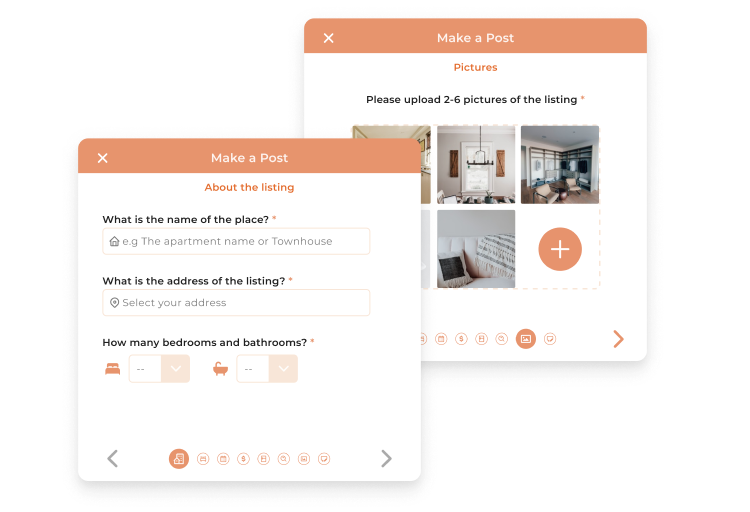 Make a Post
Pictures
Please upload 2-6 pictures of the listing *
Make a Post
About the listing
What is the name of the place? *
e.g The apartment name or Townhouse
What is the address of the listing? *
Select your address
How many bedrooms and bathrooms? *
-- --